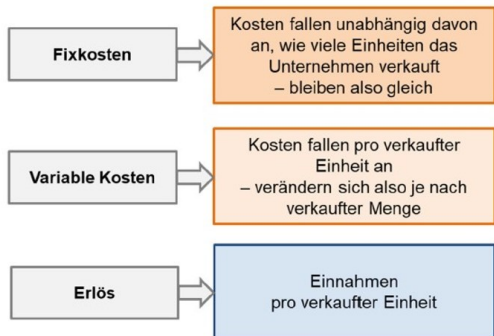 Fixkosten
Kosten fallen unabhängig davon
an, wie viele Einheiten das
Unternehmen verkauft
– bleiben also gleich
Variable Kosten
Kosten fallen pro verkaufter
Einheit an
– verändern sich also je nach
verkaufter Menge
Erlös
Einnahmen
pro verkaufter Einheit